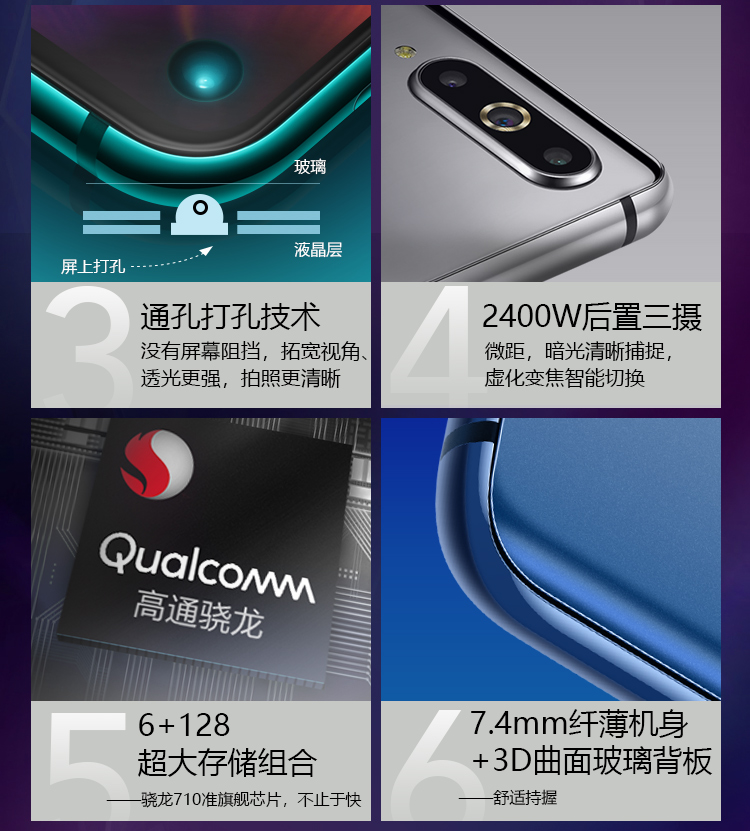 玻璃
液晶层
屏上打孔
3
通孔打孔技术
没有屏幕阻挡，拓宽视角、
透光更强，拍照更清晰
4
2400W后置三摄
微距，暗光清晰捕捉，
虚化变焦智能切换
Qualcomm
高通骁龙
5
6+128
超大存储组合
——骁龙710准旗舰芯片，不止于快
6
7.4mm纤薄机身
+3D曲面玻璃背板
——舒适持握